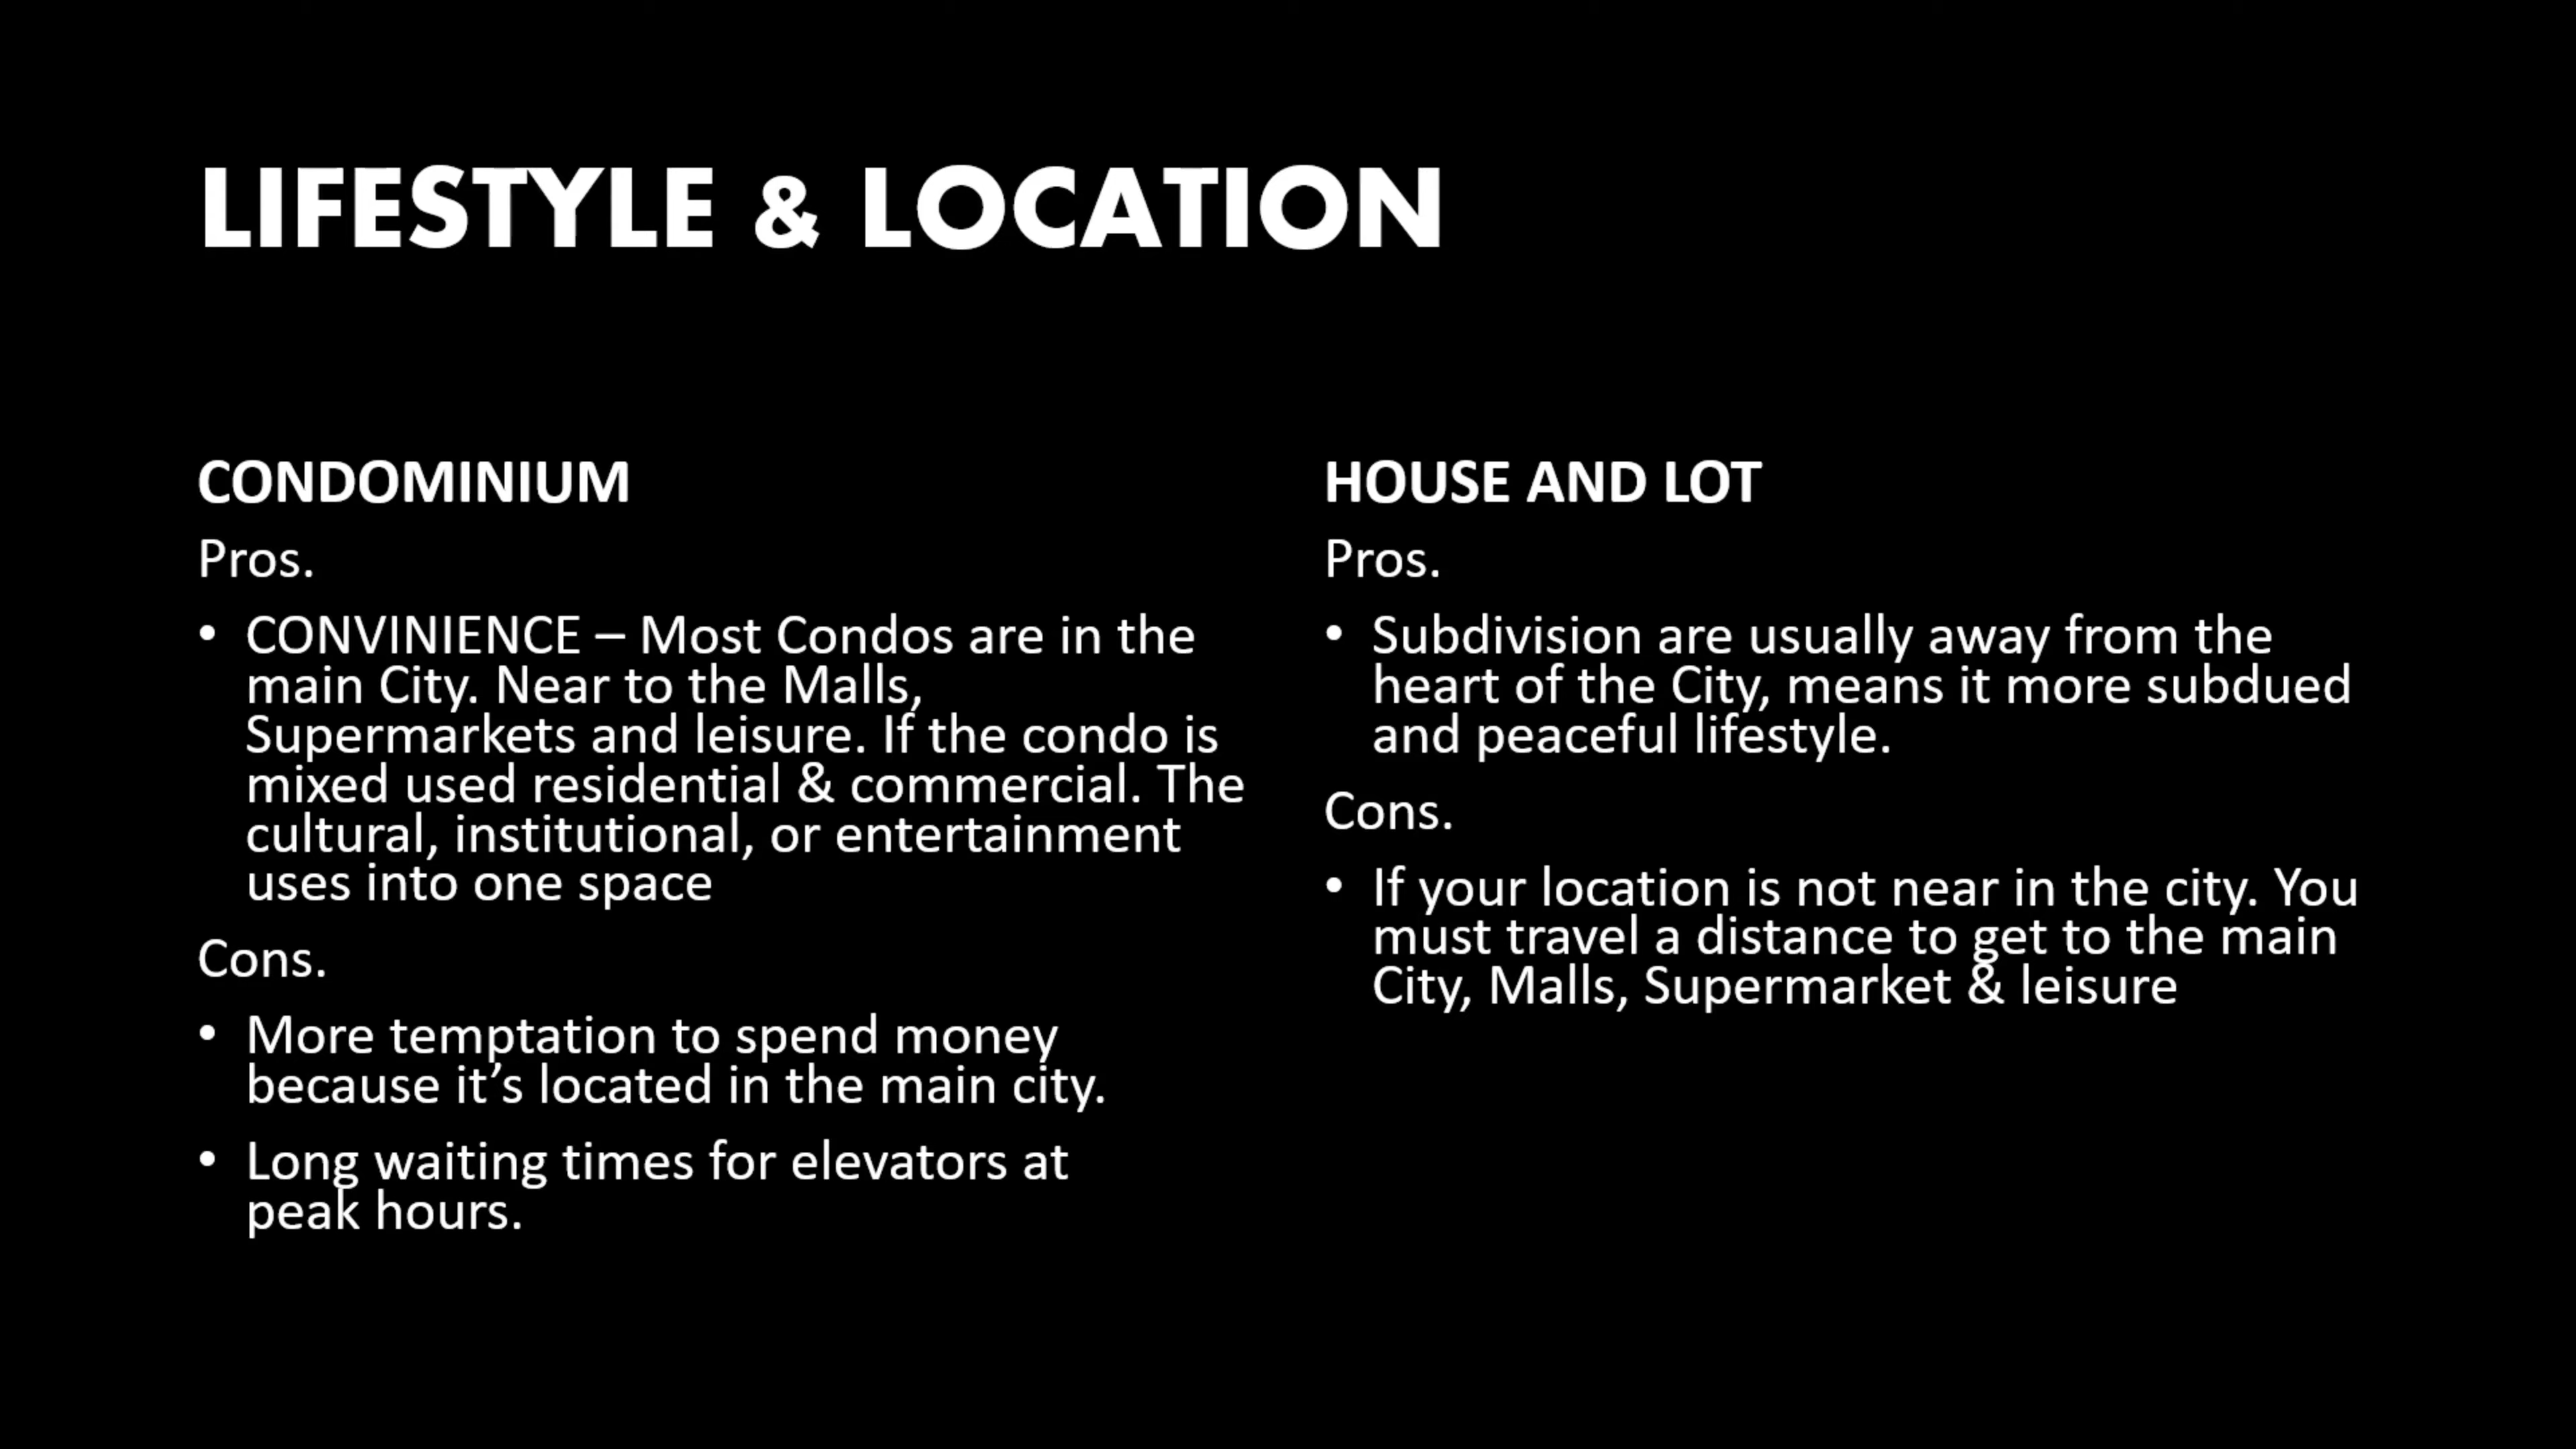 LIFESTYLE & LOCATION
CONDOMINIUM
Pros.
• CONVINIENCE – Most Condos are in the
main City. Near to the Malls,
Supermarkets and leisure. If the condo is
mixed used residential & commercial. The
cultural, institutional, or entertainment
uses into one space
Cons.
• More temptation to spend money
because it’s located in the main city.
• Long waiting times for elevators at
peak hours.
HOUSE AND LOT
Pros.
• Subdivision are usually away from the
heart of the City, means it more subdued
and peaceful lifestyle.
Cons.
• If your location is not near in the city. You
must travel a distance to get to the main
City, Malls, Supermarket & leisure